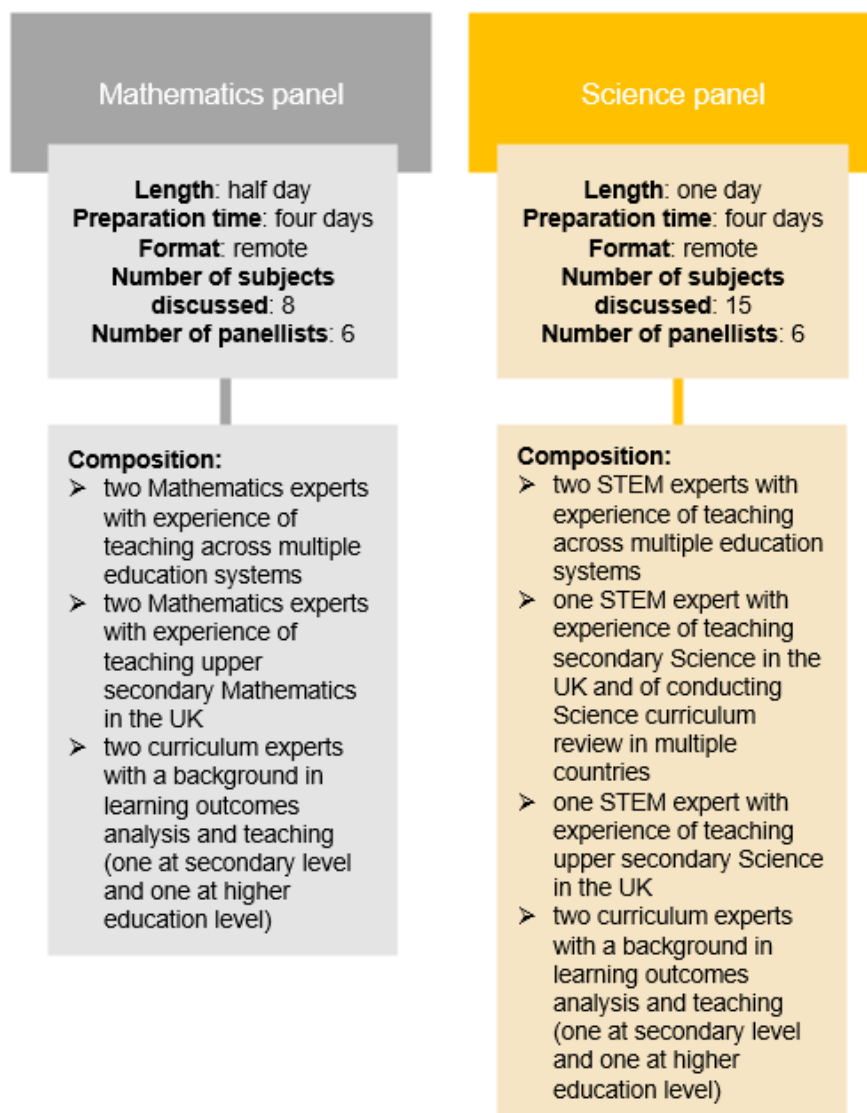 Mathematics panel
Length: half day
Preparation time: four days
Format: remote
Number of subjects
discussed: 8
Number of panellists: 6
Composition:
➢ two Mathematics experts
with experience of
teaching across multiple
education systems
➢ two Mathematics experts
with experience of
teaching upper
secondary Mathematics
in the UK
➢ two curriculum experts
with a background in
learning outcomes
analysis and teaching
(one at secondary level
and one at higher
education level)
Science panel
Length: one day
Preparation time: four days
Format: remote
Number of subjects
discussed: 15
Number of panellists: 6
Composition:
➢ two STEM experts with
experience of teaching
across multiple education
systems
➢ one STEM expert with
experience of teaching
secondary Science in the
UK and of conducting
Science curriculum
review in multiple
countries
➢ one STEM expert with
experience of teaching
upper secondary Science
in the UK
➢ two curriculum experts
with a background in
learning outcomes
analysis and teaching
(one at secondary level
and one at higher
education level)